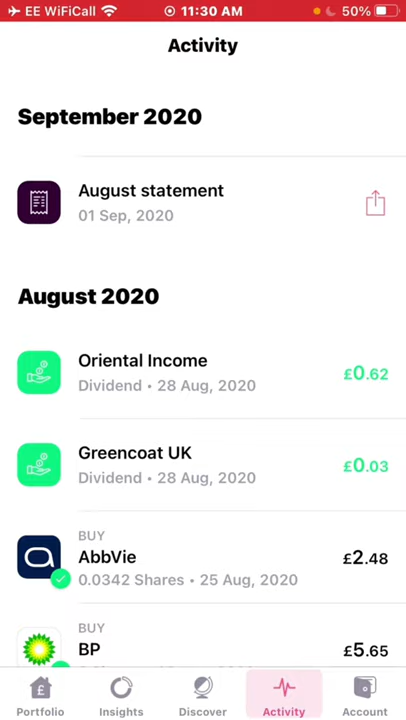 EE WiFiCall 11:30 AM 50%
Activity
September 2020
August statement
01 Sep, 2020
August 2020
Oriental Income
£0.62
Dividend • 28 Aug, 2020
Greencoat UK
£0.03
Dividend • 28 Aug, 2020
BUY
AbbVie
£2.48
0.0342 Shares • 25 Aug, 2020
BUY
BP
£5.65
Portfolio Insights Discover Activity Account